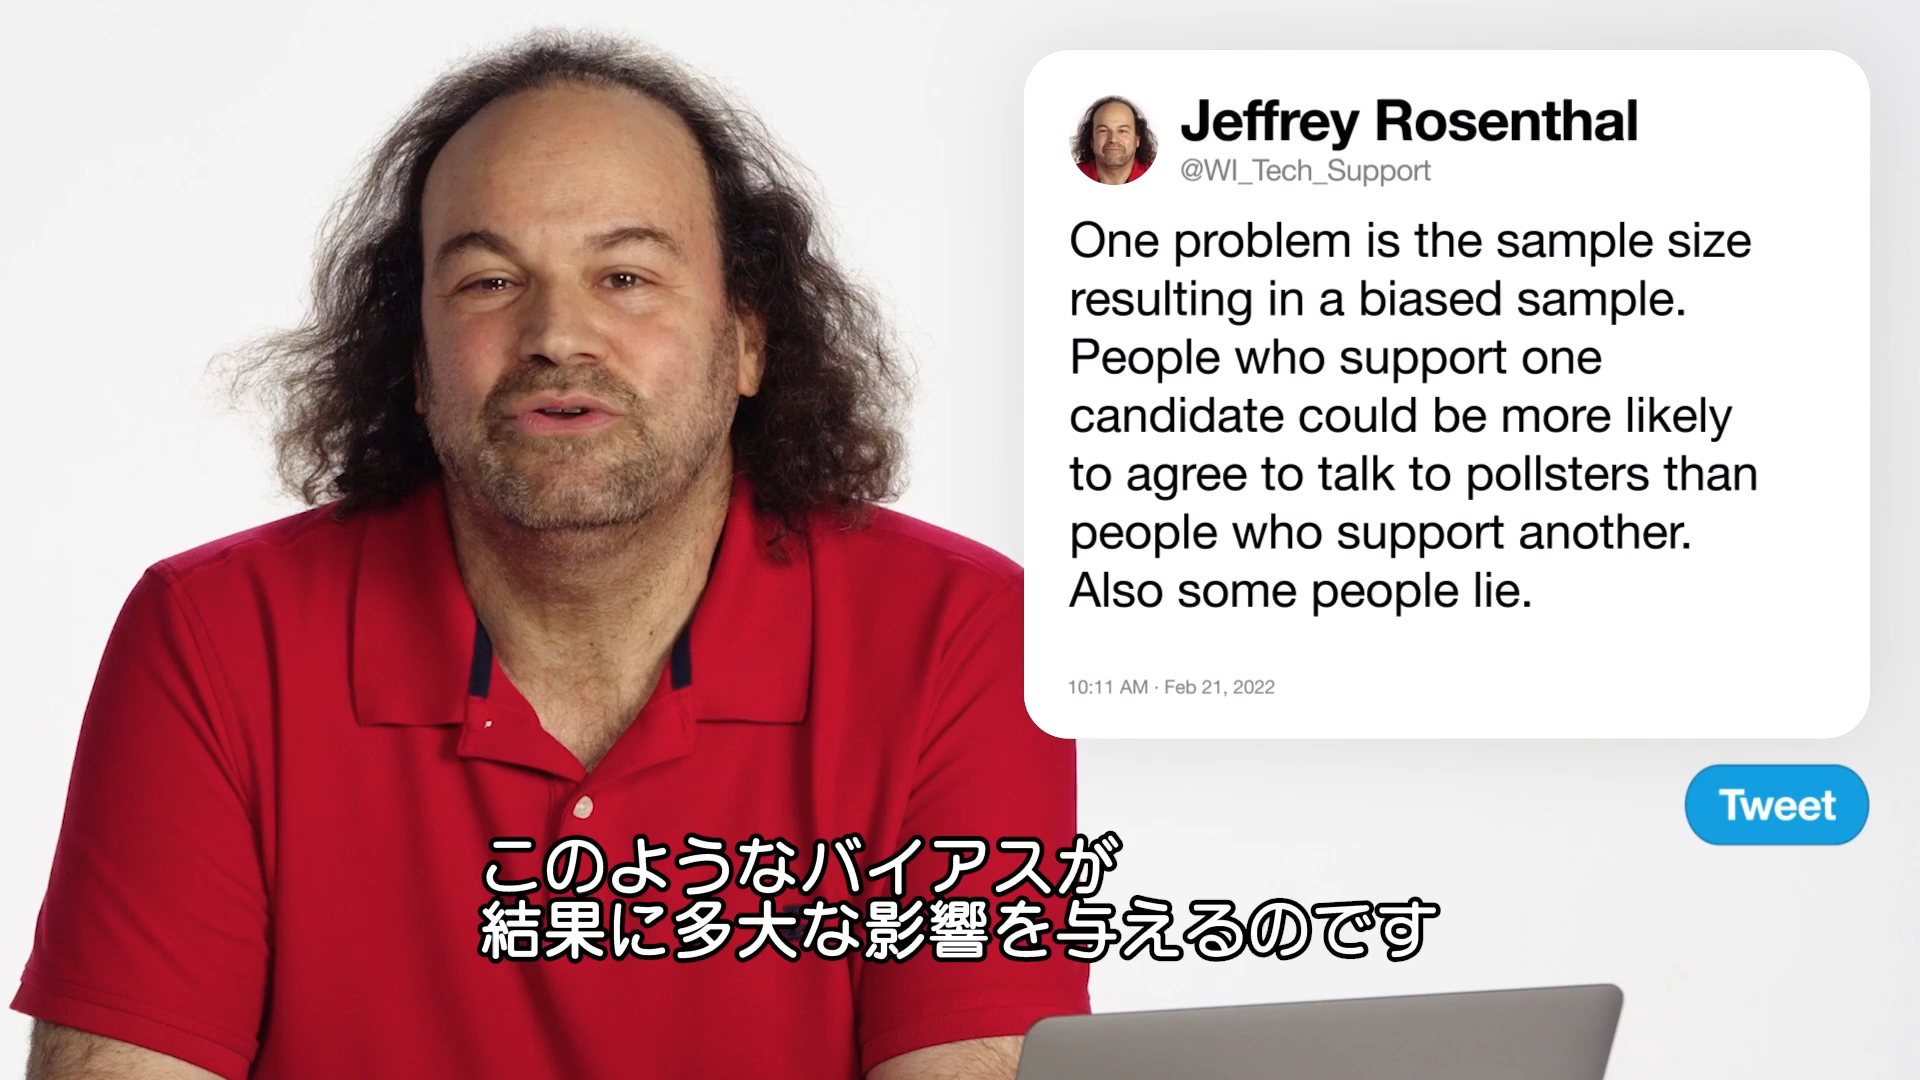 Jeffrey Rosenthal
@WI_Tech_Support
One problem is the sample size
resulting in a biased sample.
People who support one
candidate could be more likely
to agree to talk to pollsters than
people who support another.
Also some people lie.
10:11 AM · Feb 21, 2022
Tweet
このようなバイアスが
結果に多大な影響を与えるのです